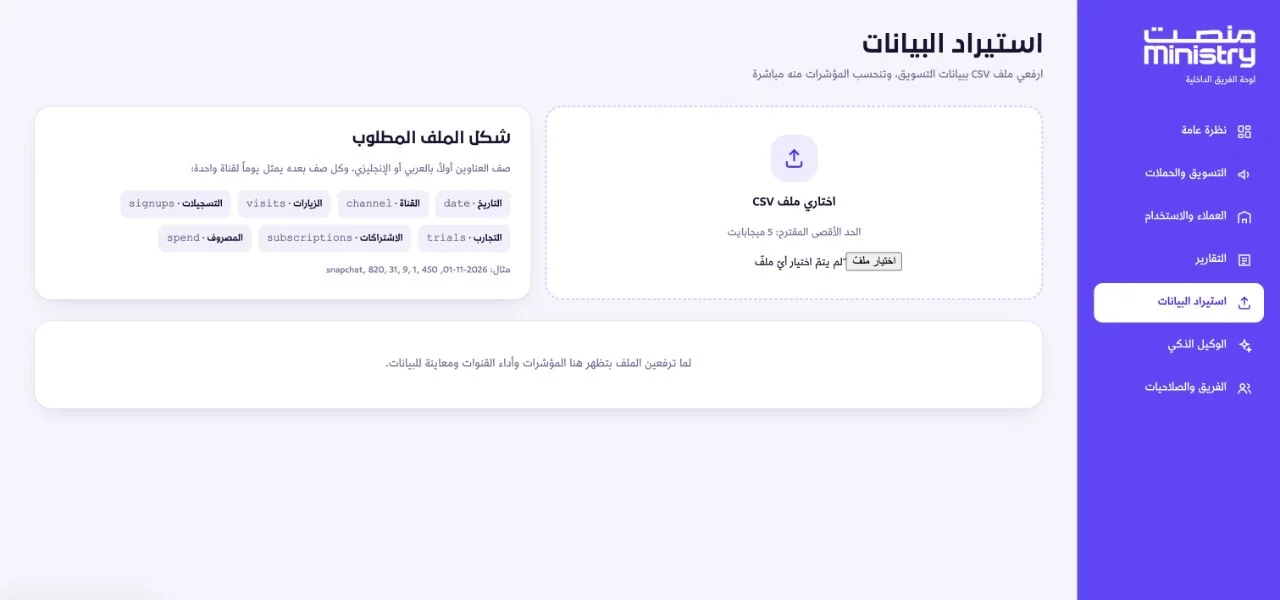 منصت
Ministry
لوحة الفريق الداخلية
نظرة عامة
التسويق والحملات
العملاء والاستخدام
التقارير
استيراد البيانات
الوكيل الذكي
الفريق والصلاحيات
استيراد البيانات
ارفعي ملف CSV ببيانات التسويق، وتنحسب المؤشرات منه مباشرة
اختاري ملف CSV
الحد الأقصى المقترح: 5 ميجابايت
اختيار ملفّ لم يتمّ اختيار أيّ ملفّ
شكل الملف المطلوب
صف العناوين أولاً، بالعربي أو الإنجليزي، وكل صف بعده يمثل يوماً لقناة واحدة:
التاريخ · date القناة · channel الزيارات · visits التسجيلات · signups
التجارب · trials الاشتراكات · subscriptions المصروف · spend
مثال: 2026-11-01, snapchat, 820, 31, 9, 1, 450
لما ترفعين الملف بتظهر هنا المؤشرات وأداء القنوات ومعاينة للبيانات.